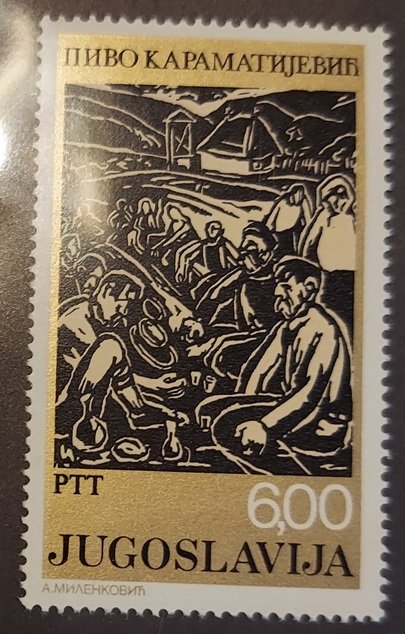 ПИВО КАРАМАТИЈЕВИЋ
PTT
6,00
JUGOSLAVIJA
А.МИЛЕНКОВИЋ